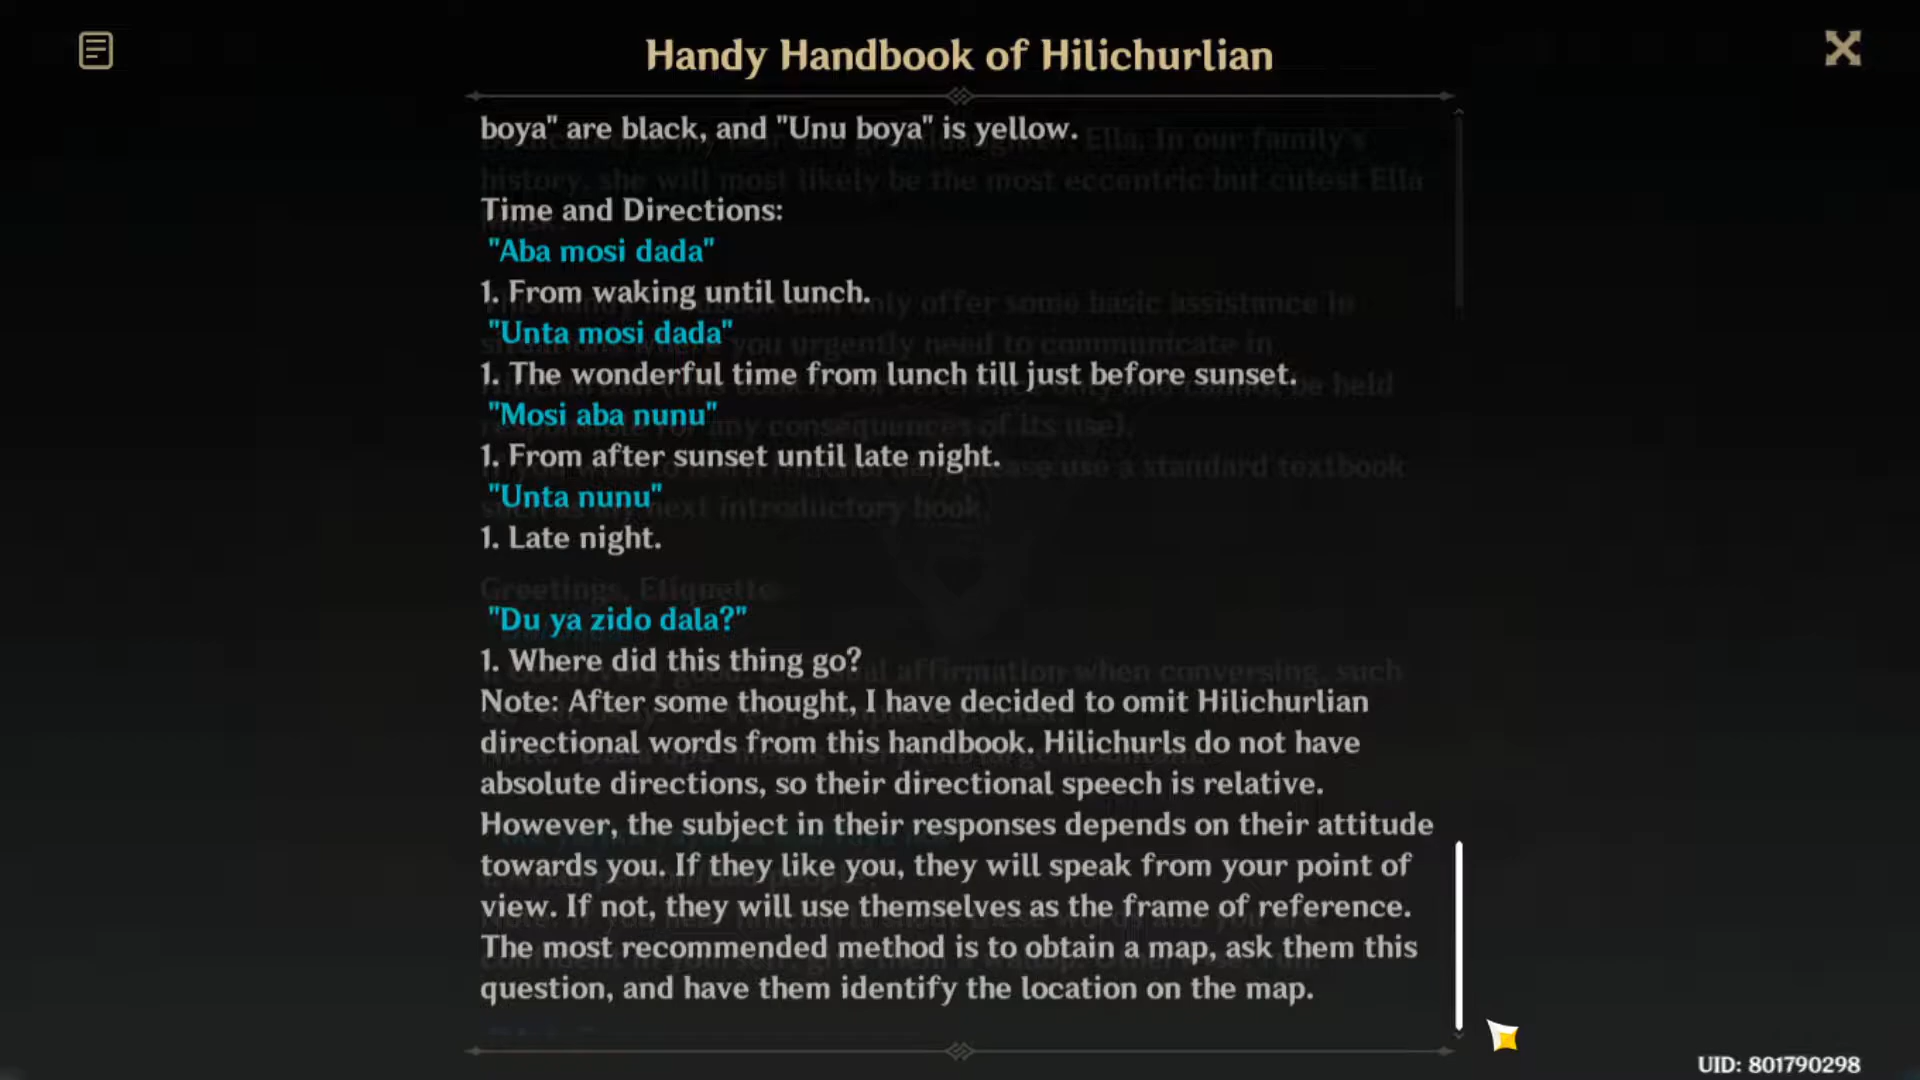 Handy Handbook of Hilichurlian
boya" are black, and "Unu boya" is yellow.
Time and Directions:
"Aba mosi dada"
1. From waking until lunch.
"Unta mosi dada"
1. The wonderful time from lunch till just before sunset.
"Mosi aba nunu"
1. From after sunset until late night.
"Unta nunu"
1. Late night.
"Du ya zido dala?"
1. Where did this thing go?
Note: After some thought, I have decided to omit Hilichurlian
directional words from this handbook. Hilichurls do not have
absolute directions, so their directional speech is relative.
However, the subject in their responses depends on their attitude
towards you. If they like you, they will speak from your point of
view. If not, they will use themselves as the frame of reference.
The most recommended method is to obtain a map, ask them this
question, and have them identify the location on the map.
UID: 801790298